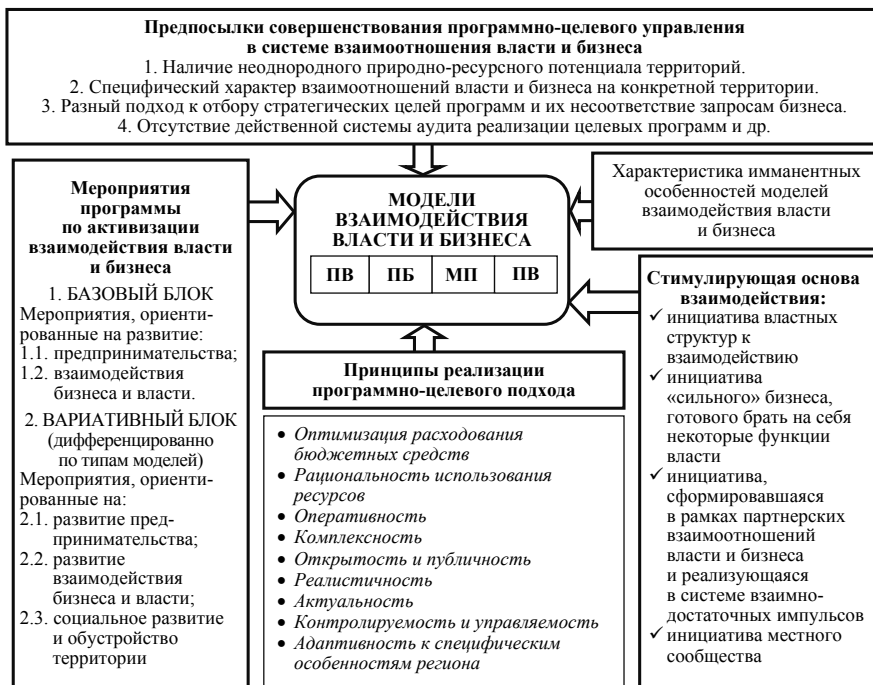 Предпосылки совершенствования программно-целевого управления
в системе взаимоотношения власти и бизнеса
1. Наличие неоднородного природно-ресурсного потенциала территорий.
2. Специфический характер взаимоотношений власти и бизнеса на конкретной территории.
3. Разный подход к отбору стратегических целей программ и их несоответствие запросам бизнеса.
4. Отсутствие действенной системы аудита реализации целевых программ и др.
Мероприятия
программы
по активизации
взаимодействия власти
и бизнеса
1. БАЗОВЫЙ БЛОК
Мероприятия, ориенти-
рованные на развитие:
1.1. предпринимательства;
1.2. взаимодействия
бизнеса и власти.
2. ВАРИАТИВНЫЙ БЛОК
(дифференцированно
по типам моделей)
Мероприятия, ориенти-
рованные на:
2.1. развитие пред-
принимательства;
2.2. развитие
взаимодействия
бизнеса и власти;
2.3. социальное развитие
и обустройство
территории
МОДЕЛИ
ВЗАИМОДЕЙСТВИЯ
ВЛАСТИ И БИЗНЕСА
ПВ ПБ МП ПВ
Принципы реализации
программно-целевого подхода
• Оптимизация расходования
бюджетных средств
• Рациональность использования
ресурсов
• Оперативность
• Комплексность
• Открытость и публичность
• Реалистичность
• Актуальность
• Контролируемость и управляемость
• Адаптивность к специфическим
особенностям региона
Характеристика имманентных
особенностей моделей
взаимодействия власти
и бизнеса
Стимулирующая основа
взаимодействия:
✓ инициатива властных
структур к
взаимодействию
✓ инициатива
«сильного» бизнеса,
готового брать на себя
некоторые функции
власти
✓ инициатива,
сформировавшаяся
в рамках партнерских
взаимоотношений
власти и бизнеса
и реализующаяся
в системе взаимно-
достаточных импульсов
✓ инициатива местного
сообщества